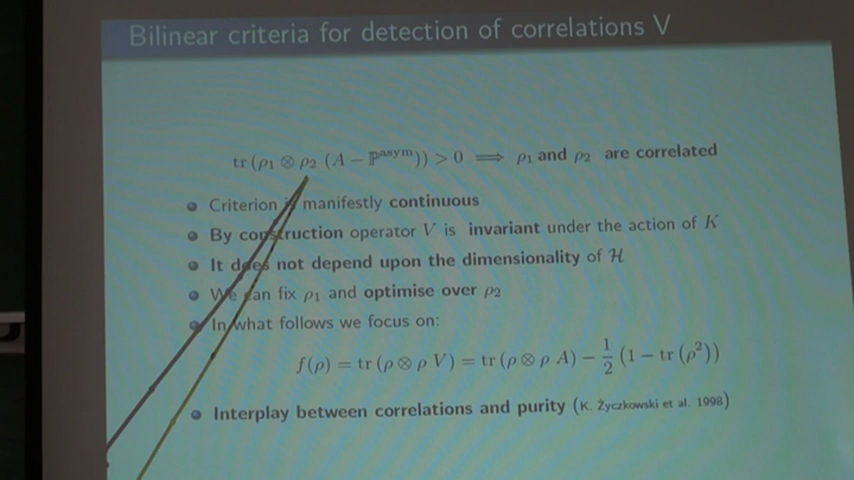 Bilinear criteria for detection of correlations V
tr (ρ₁ ⊗ ρ₂ (A − ℙᵃˢʸᵐ)) > 0 ⟹ ρ₁ and ρ₂ are correlated
Criterion is manifestly continuous
By construction operator V is invariant under the action of K
It does not depend upon the dimensionality of ℋ
We can fix ρ₁ and optimise over ρ₂
In what follows we focus on:
f(ρ) = tr (ρ ⊗ ρ V) = tr (ρ ⊗ ρ A) − 1/2 (1 − tr (ρ²))
Interplay between correlations and purity (K. Życzkowski et al. 1998)